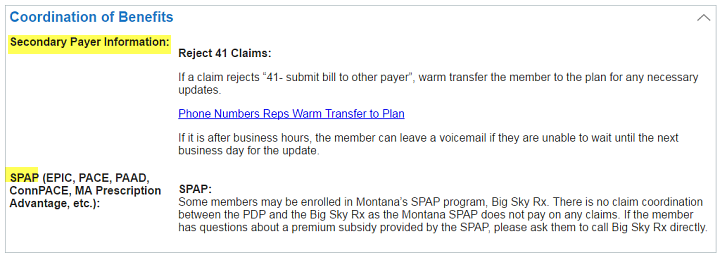 Coordination of Benefits
Secondary Payer Information:
Reject 41 Claims:
If a claim rejects “41- submit bill to other payer”, warm transfer the member to the plan for any necessary
updates.
Phone Numbers Reps Warm Transfer to Plan
If it is after business hours, the member can leave a voicemail if they are unable to wait until the next
business day for the update.
SPAP (EPIC, PACE, PAAD,
ConnPACE, MA Prescription
Advantage, etc.):
SPAP:
Some members may be enrolled in Montana’s SPAP program, Big Sky Rx. There is no claim coordination
between the PDP and the Big Sky Rx as the Montana SPAP does not pay on any claims. If the member
has questions about a premium subsidy provided by the SPAP, please ask them to call Big Sky Rx directly.